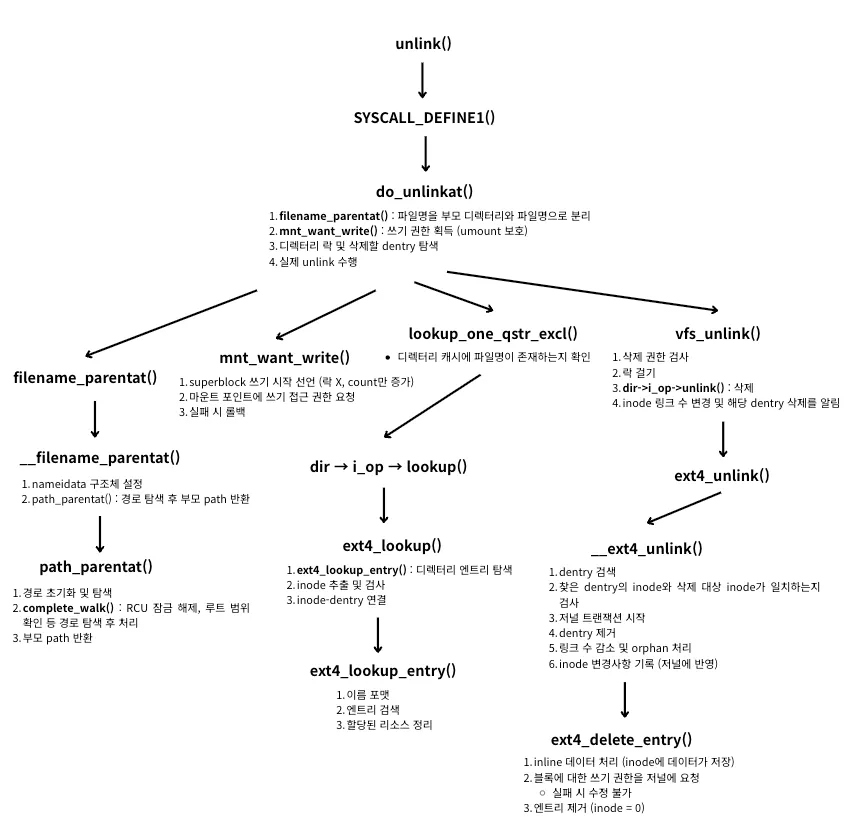 unlink()
SYSCALL_DEFINE1()
do_unlinkat()
1. filename_parentat() : 파일명을 부모 디렉터리와 파일명으로 분리
2. mnt_want_write() : 쓰기 권한 획득 (umount 보호)
3. 디렉터리 락 및 삭제할 dentry 탐색
4. 실제 unlink 수행
filename_parentat()
__filename_parentat()
1. nameidata 구조체 설정
2. path_parentat() : 경로 탐색 후 부모 path 반환
path_parentat()
1. 경로 초기화 및 탐색
2. complete_walk() : RCU 잠금 해제, 루트 범위
확인 등 경로 탐색 후 처리
3. 부모 path 반환
mnt_want_write()
1. superblock 쓰기 시작 선언 (락 X, count만 증가)
2. 마운트 포인트에 쓰기 접근 권한 요청
3. 실패 시 롤백
lookup_one_qstr_excl()
• 디렉터리 캐시에 파일명이 존재하는지 확인
dir → i_op → lookup()
ext4_lookup()
1. ext4_lookup_entry() : 디렉터리 엔트리 탐색
2. inode 추출 및 검사
3. inode-dentry 연결
ext4_lookup_entry()
1. 이름 포맷
2. 엔트리 검색
3. 할당된 리소스 정리
vfs_unlink()
1. 삭제 권한 검사
2. 락 걸기
3. dir->i_op->unlink() : 삭제
4. inode 링크 수 변경 및 해당 dentry 삭제를 알림
ext4_unlink()
__ext4_unlink()
1. dentry 검색
2. 찾은 dentry의 inode와 삭제 대상 inode가 일치하는지
검사
3. 저널 트랜잭션 시작
4. dentry 제거
5. 링크 수 감소 및 orphan 처리
6. inode 변경사항 기록 (저널에 반영)
ext4_delete_entry()
1. inline 데이터 처리 (inode에 데이터가 저장)
2. 블록에 대한 쓰기 권한을 저널에 요청
○ 실패 시 수정 불가
3. 엔트리 제거 (inode = 0)